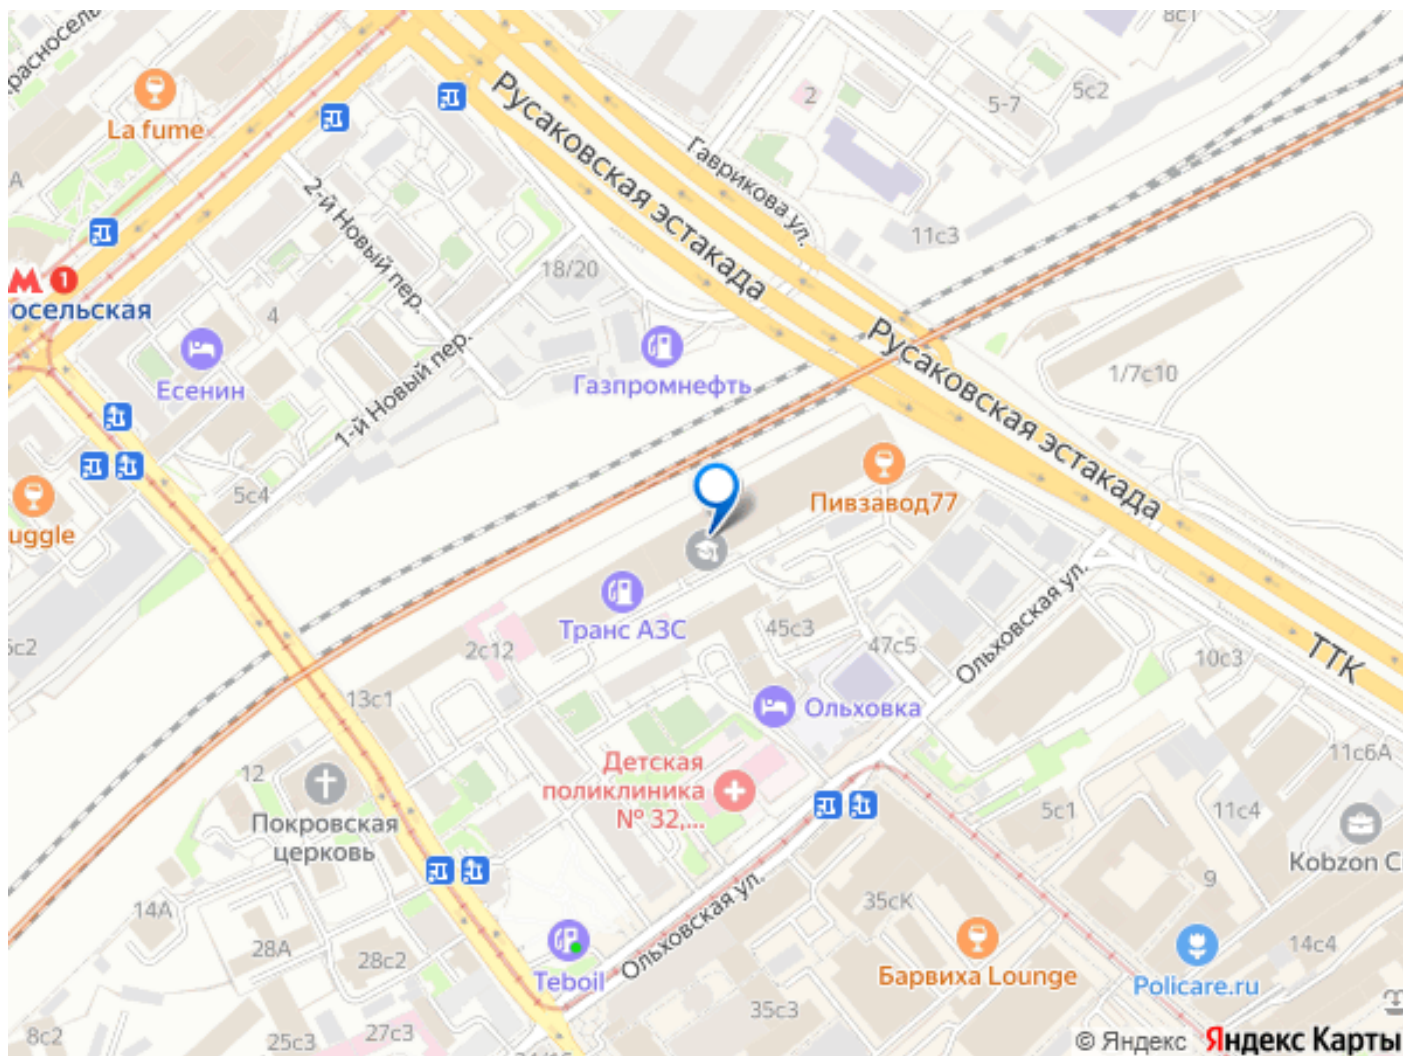 расносель
La fume
А
8с1
5с2
5-7
2
Русаковская эстакада
Гаврикова ул.
11с3
2-й Новый пер.
18/20
М 1
осельская
4
Есенин
1-й Новый пер.
Газпромнефть
Русаковская эстакада
1/7с10
5с4
uggle
Пивзавод77
Транс АЗС
45с3
47с5
Ольховская ул.
ТТК
10с3
2с12
13с1
Ольховка
11с6А
12
Детская
поликлиника
№ 32,...
Покровская
церковь
5с1
11с4
Kobzon C
9
14А
28А
28с2
35сК
Ольховская ул.
Teboil
Барвиха Lounge
Policare.ru
14с4
35с3
8с2
25с3
27с3
© Яндекс Яндекс Карты